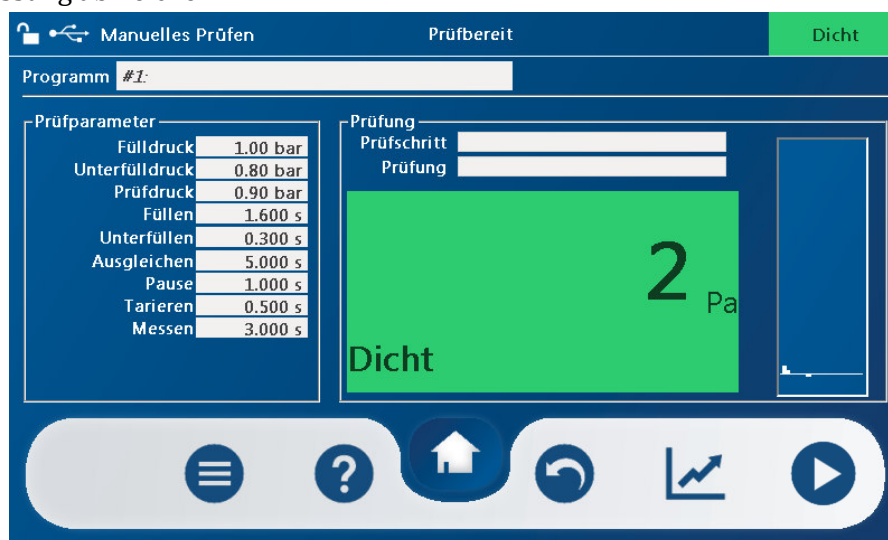 Manuelles Prüfen Prüfbereit Dicht
Programm #1:
Prüfparameter
Fülldruck 1.00 bar
Unterfülldruck 0.80 bar
Prüfdruck 0.90 bar
Füllen 1.600 s
Unterfüllen 0.300 s
Ausgleichen 5.000 s
Pause 1.000 s
Tarieren 0.500 s
Messen 3.000 s
Prüfung
Prüfschritt
Prüfung
2 Pa
Dicht
?